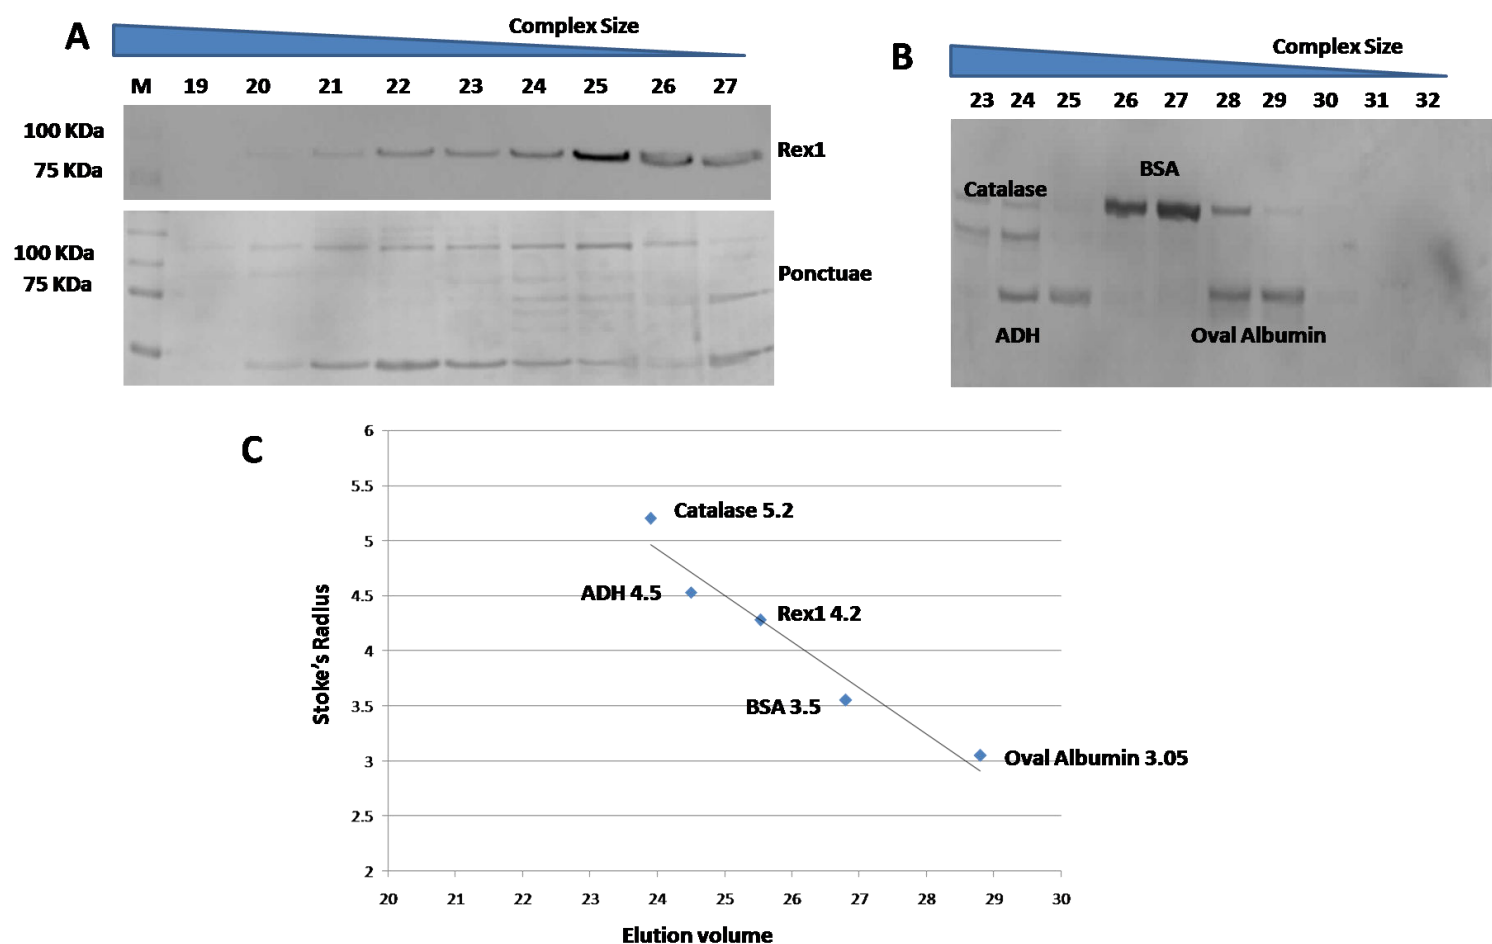 A
Complex Size
M 19 20 21 22 23 24 25 26 27
100 KDa
75 KDa
Rex1
100 KDa
75 KDa
Ponctuae
B
Complex Size
23 24 25 26 27 28 29 30 31 32
BSA
Catalase
ADH
Oval Albumin
C
6
5.5
5
4.5
4
3.5
3
2.5
2
Catalase 5.2
ADH 4.5
Rex1 4.2
BSA 3.5
Oval Albumin 3.05
Stoke's Radius
20 21 22 23 24 25 26 27 28 29 30
Elution volume